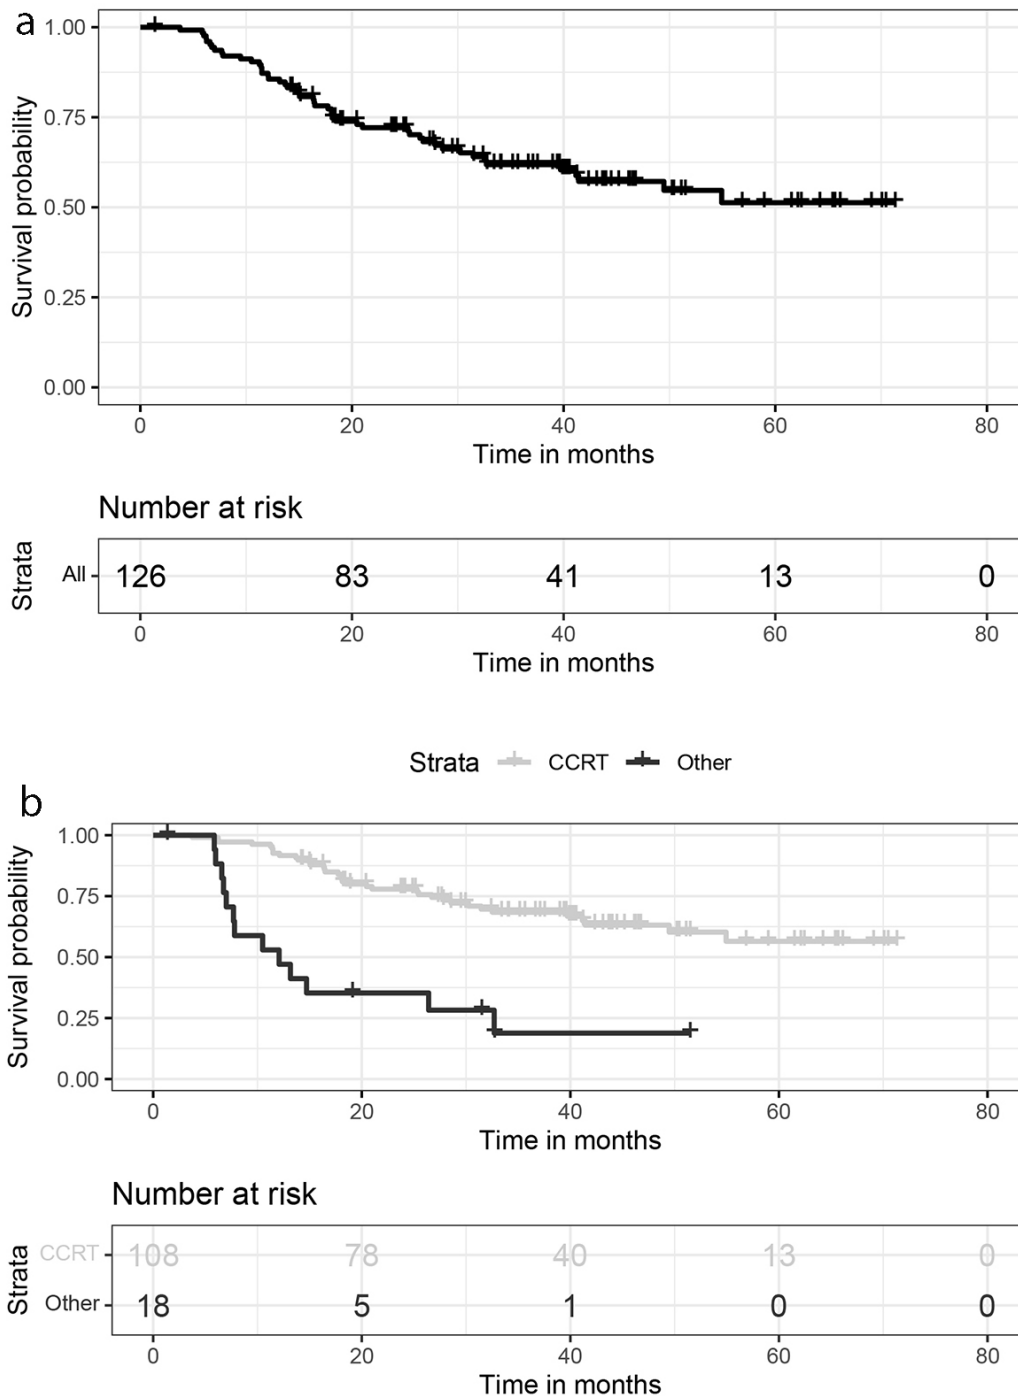 a
1.00
0.75
0.50
0.25
0.00
Survival probability
0 20 40 60 80
Time in months
Number at risk
Strata
All 126 83 41 13 0
0 20 40 60 80
Time in months
Strata CCRT Other
b
1.00
0.75
0.50
0.25
0.00
Survival probability
0 20 40 60 80
Time in months
Number at risk
Strata
CCRT 108 78 40 13 0
Other 18 5 1 0 0
0 20 40 60 80
Time in months